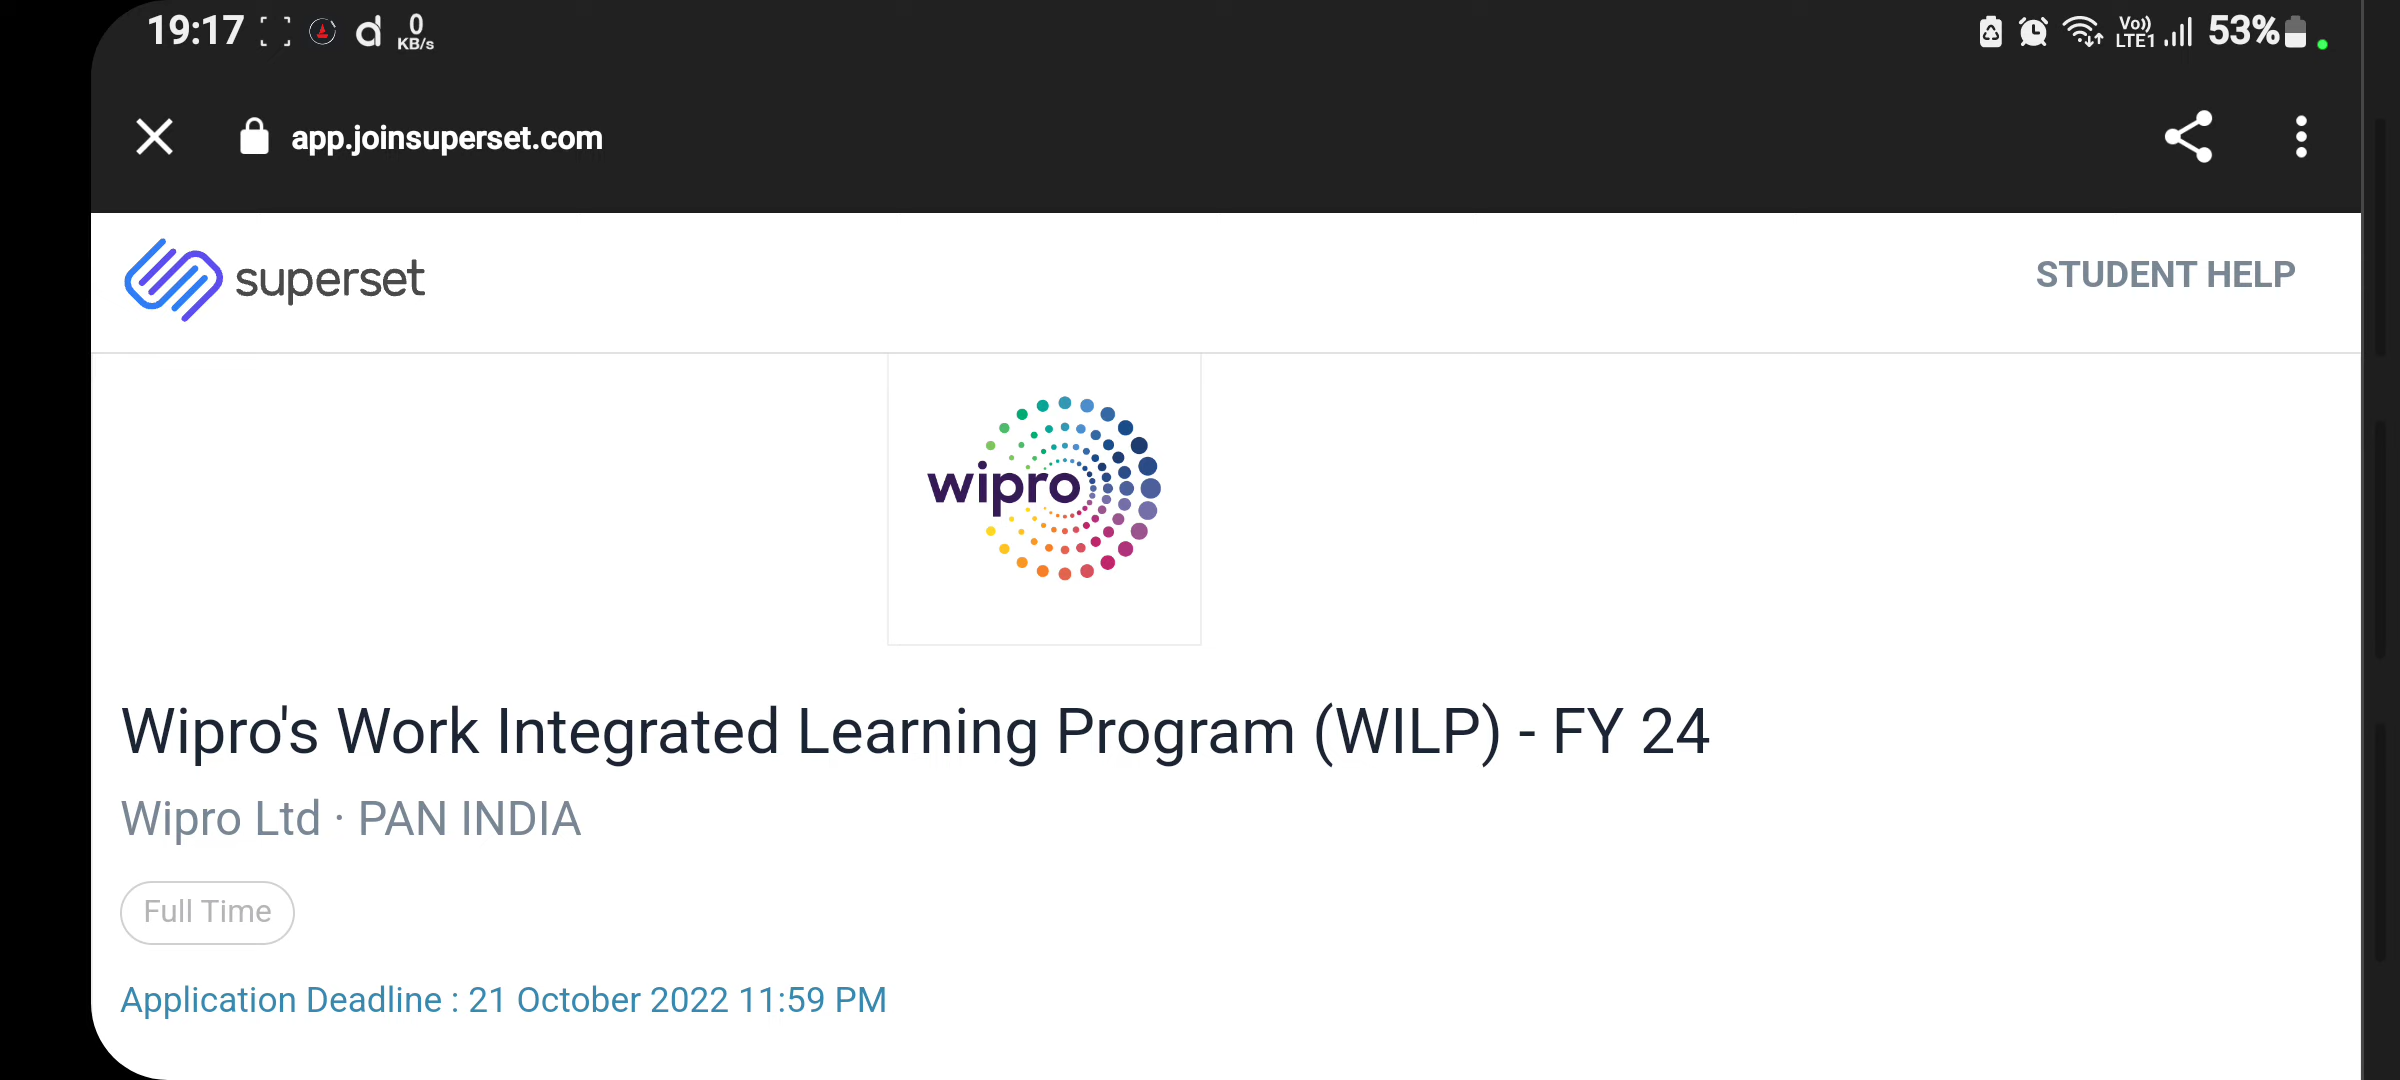 19:17 0 KB/s Vo)) LTE1 53%
app.joinsuperset.com
superset
STUDENT HELP
wipro
Wipro's Work Integrated Learning Program (WILP) - FY 24
Wipro Ltd · PAN INDIA
Full Time
Application Deadline : 21 October 2022 11:59 PM